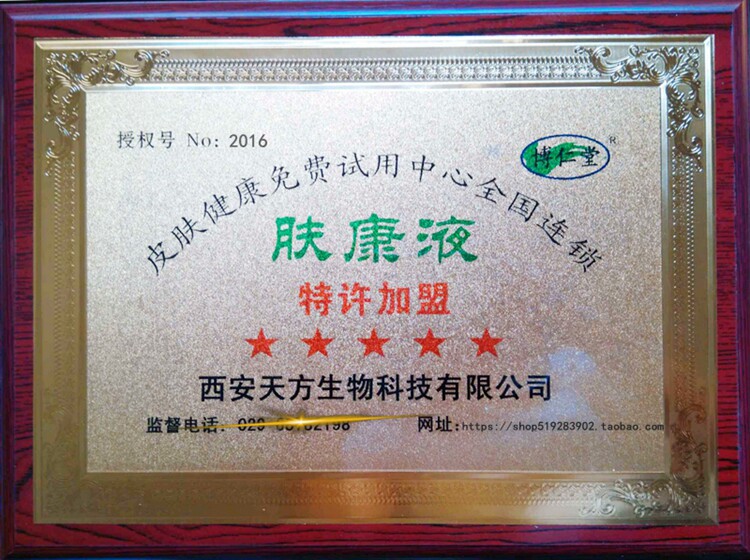 授权号 No: 2016
博仁堂
®
皮肤健康免费试用中心全国连锁
肤康液
特许加盟
西安天方生物科技有限公司
监督电话: 网址:https://shop519283902.taobao.com